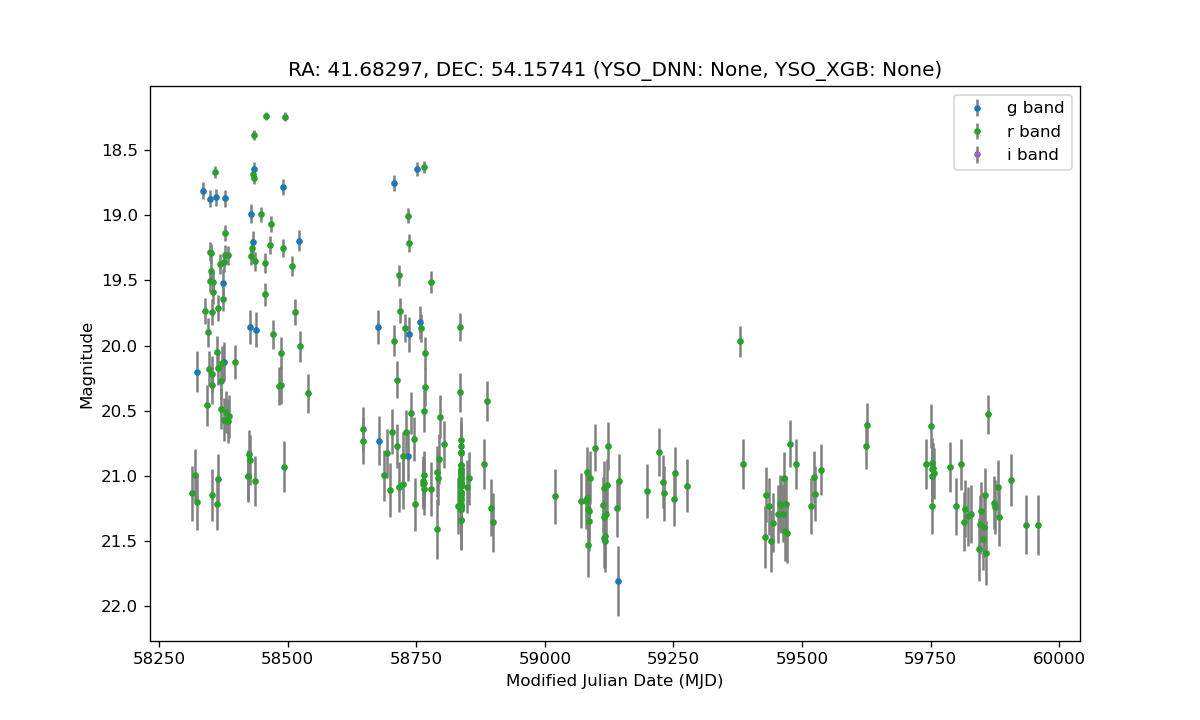 RA: 41.68297, DEC: 54.15741 (YSO_DNN: None, YSO_XGB: None)
g band
r band
i band
18.5
19.0
19.5
20.0
20.5
21.0
21.5
22.0
Magnitude
58250 58500 58750 59000 59250 59500 59750 60000
Modified Julian Date (MJD)